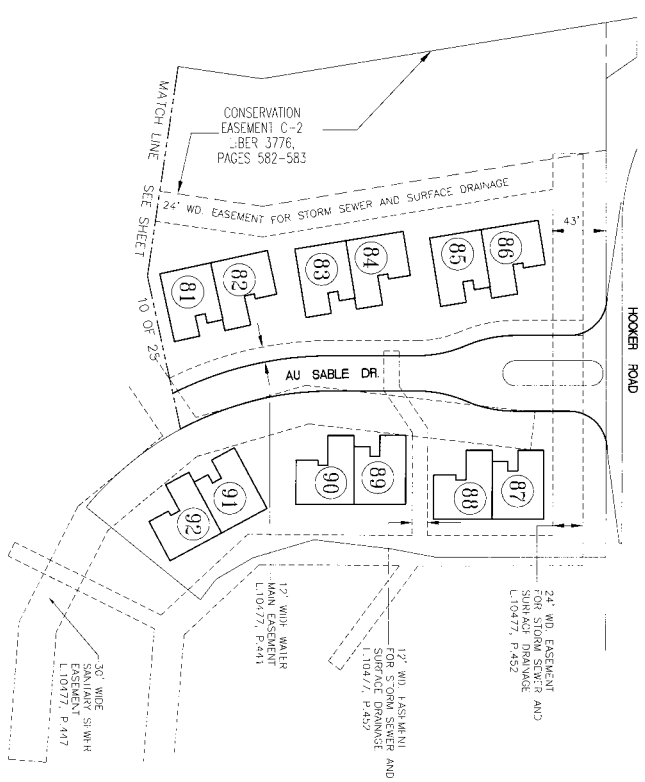 CONSERVATION
EASEMENT C-2
LIBER 3776,
PAGES 582-583
MATCH LINE SEE SHEET 10 OF 25
24' WD. EASEMENT FOR STORM SEWER AND SURFACE DRAINAGE
43'
HOOKER ROAD
86
85
84
83
82
81
AU SABLE DR.
87
88
89
90
91
92
24' WD. EASEMENT
FOR STORM SEWER AND
SURFACE DRAINAGE
L.10477, P.452
12' WD. EASEMENT
FOR STORM SEWER AND
SURFACE DRAINAGE
L.10477, P.452
12' WIDE WATER
MAIN EASEMENT
L.10477, P.441
30' WIDE
SANITARY SEWER
EASEMENT
L.10477, P.447